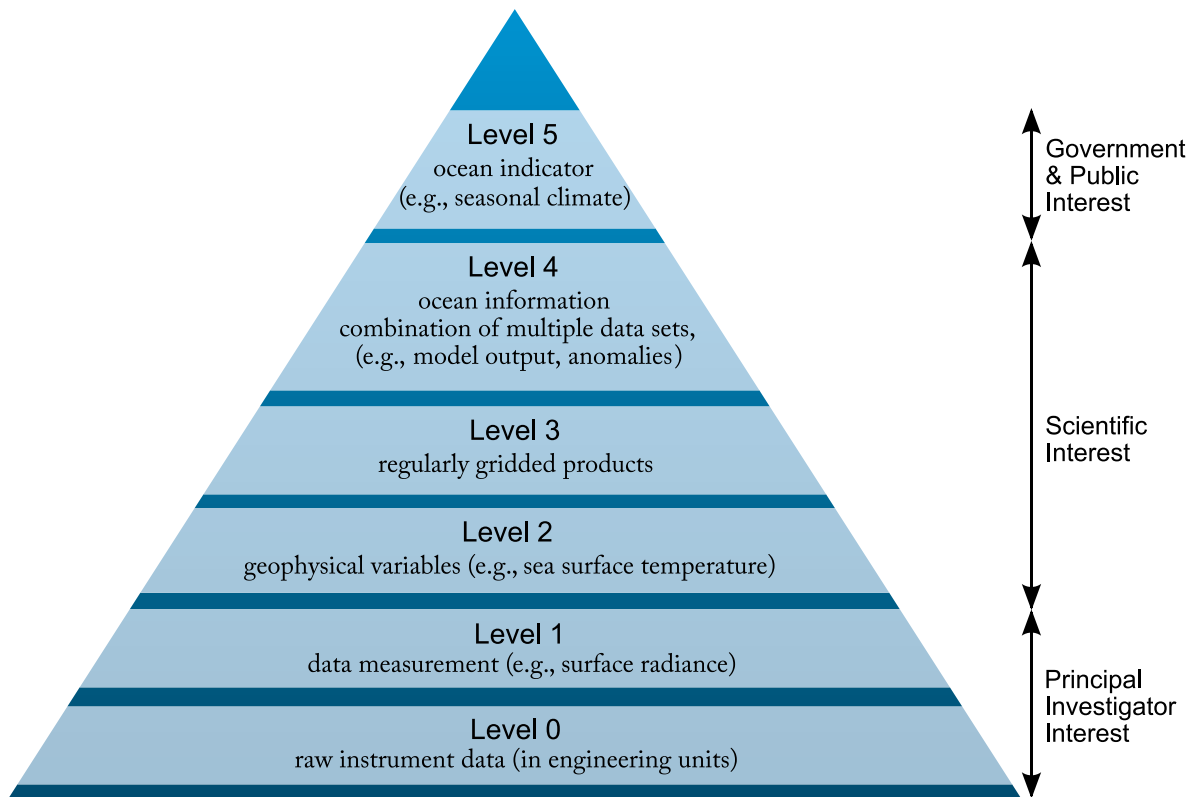 Level 5
ocean indicator
(e.g., seasonal climate)
Level 4
ocean information
combination of multiple data sets,
(e.g., model output, anomalies)
Level 3
regularly gridded products
Level 2
geophysical variables (e.g., sea surface temperature)
Level 1
data measurement (e.g., surface radiance)
Level 0
raw instrument data (in engineering units)
Government
& Public
Interest
Scientific
Interest
Principal
Investigator
Interest